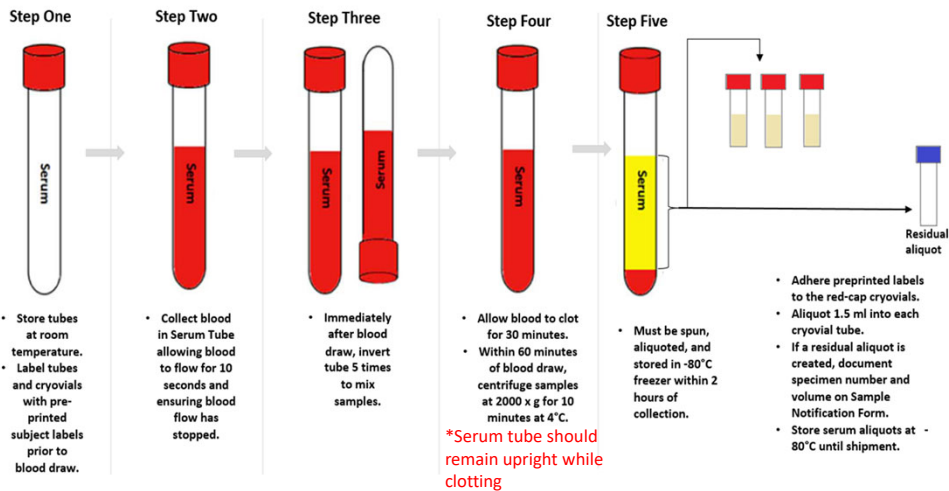 Step One
Serum
• Store tubes
at room
temperature.
• Label tubes
and cryovials
with pre-
printed
subject labels
prior to
blood draw.
Step Two
Serum
• Collect blood
in Serum Tube
allowing blood
to flow for 10
seconds and
ensuring blood
flow has
stopped.
Step Three
Serum
Serum
• Immediately
after blood
draw, invert
tube 5 times
to mix
samples.
Step Four
Serum
• Allow blood to clot
for 30 minutes.
• Within 60 minutes
of blood draw,
centrifuge samples
at 2000 x g for 10
minutes at 4°C.
*Serum tube should
remain upright while
clotting
Step Five
Serum
• Must be spun,
aliquoted, and
stored in -80°C
freezer within 2
hours of
collection.
Residual
aliquot
• Adhere preprinted labels
to the red-cap cryovials.
• Aliquot 1.5 ml into each
cryovial tube.
• If a residual aliquot is
created, document
specimen number and
volume on Sample
Notification Form.
• Store serum aliquots at -
80°C until shipment.